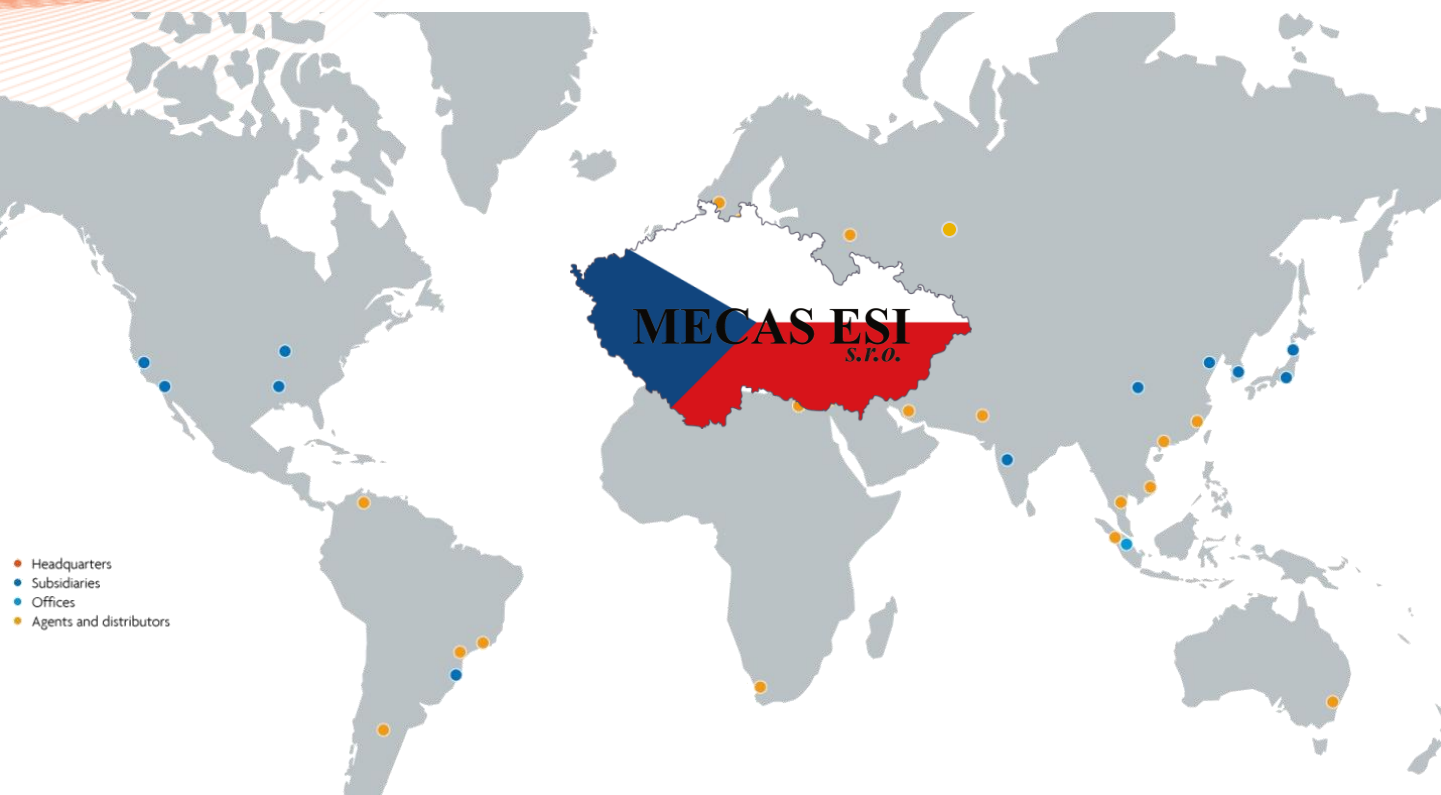 MECAS ESI
s.r.o.
Headquarters
Subsidiaries
Offices
Agents and distributors